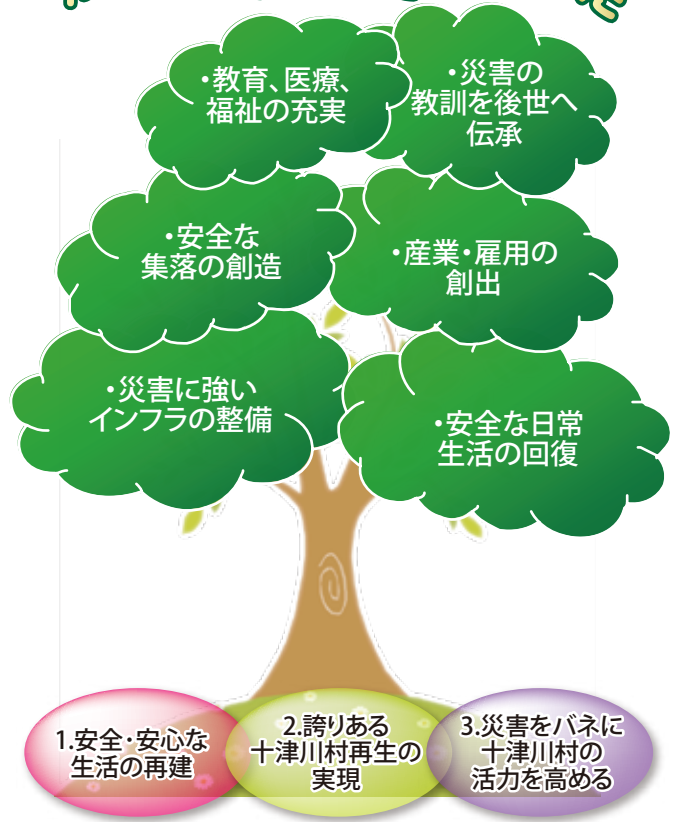 ・教育、医療、
福祉の充実
・災害の
教訓を後世へ
伝承
・安全な
集落の創造
・産業・雇用の
創出
・災害に強い
インフラの整備
・安全な日常
生活の回復
1.安全・安心な
生活の再建
2.誇りある
十津川村再生の
実現
3.災害をバネに
十津川村の
活力を高める